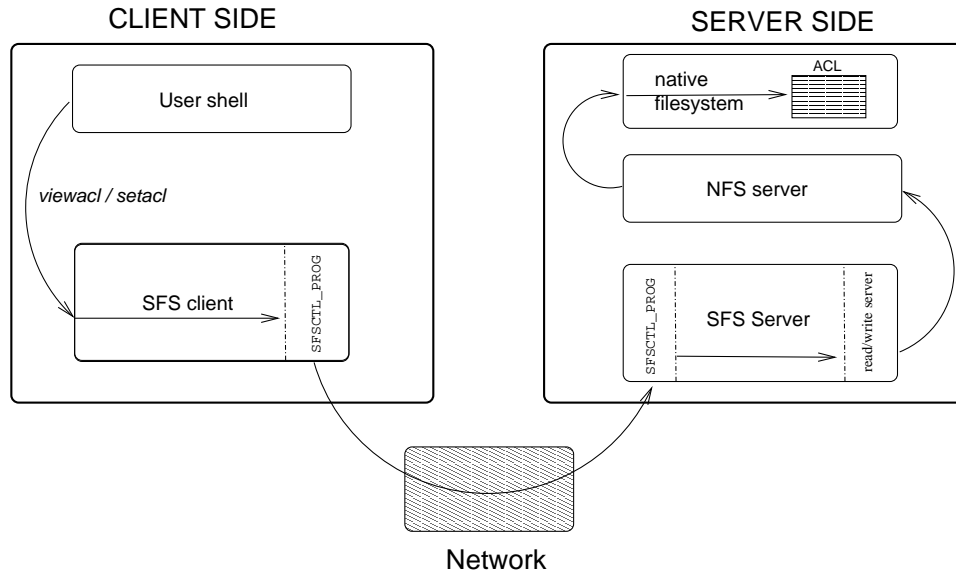 CLIENT SIDE
User shell
viewacl / setacl
SFS client
SFSCTL_PROG
SERVER SIDE
ACL
native
filesystem
NFS server
SFSCTL_PROG
SFS Server
read/write server
Network